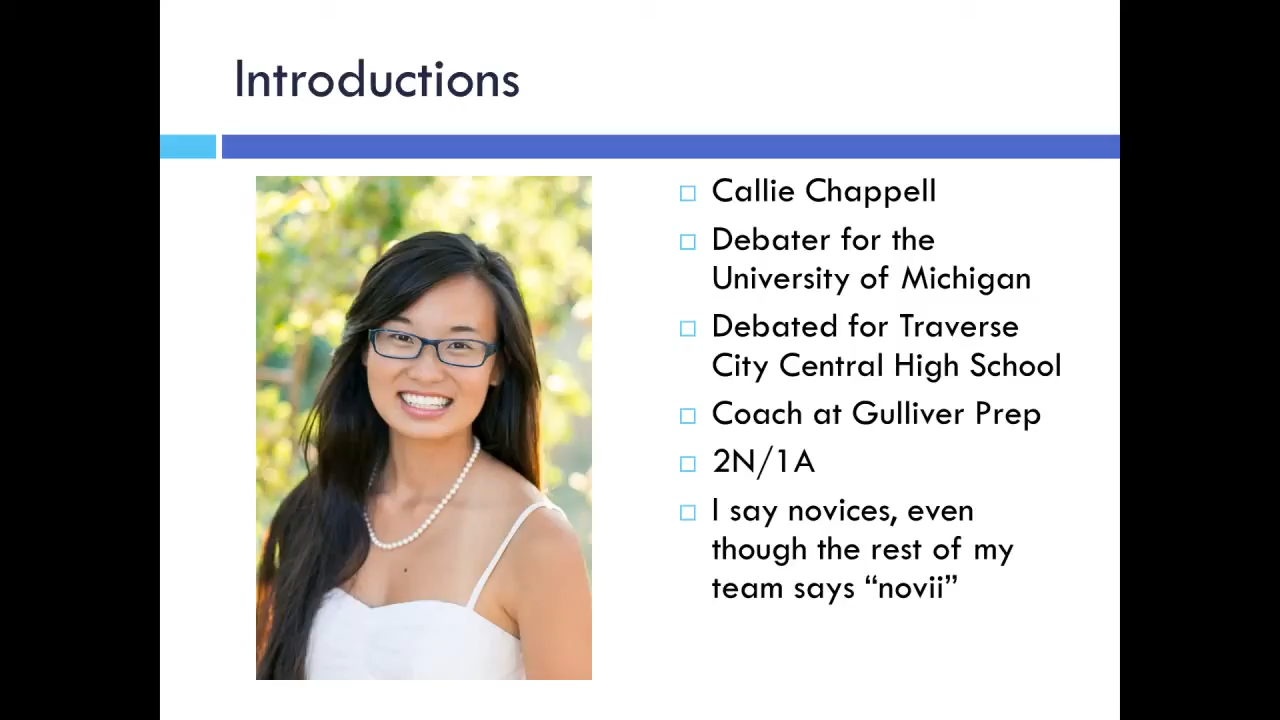 Introductions
Callie Chappell
Debater for the
University of Michigan
Debated for Traverse
City Central High School
Coach at Gulliver Prep
2N/1A
I say novices, even
though the rest of my
team says “novii”